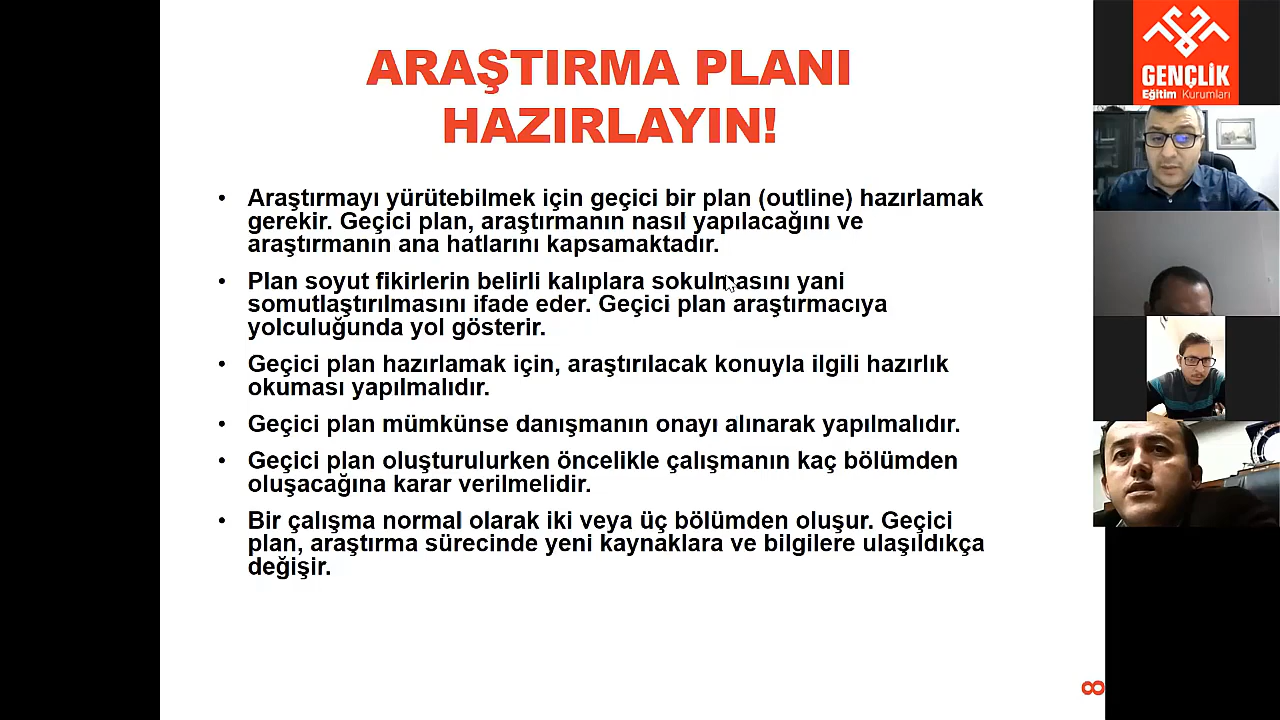 ARAŞTIRMA PLANI
HAZIRLAYIN!
• Araştırmayı yürütebilmek için geçici bir plan (outline) hazırlamak
gerekir. Geçici plan, araştırmanın nasıl yapılacağını ve
araştırmanın ana hatlarını kapsamaktadır.
• Plan soyut fikirlerin belirli kalıplara sokulmasını yani
somutlaştırılmasını ifade eder. Geçici plan araştırmacıya
yolculuğunda yol gösterir.
• Geçici plan hazırlamak için, araştırılacak konuyla ilgili hazırlık
okuması yapılmalıdır.
• Geçici plan mümkünse danışmanın onayı alınarak yapılmalıdır.
• Geçici plan oluşturulurken öncelikle çalışmanın kaç bölümden
oluşacağına karar verilmelidir.
• Bir çalışma normal olarak iki veya üç bölümden oluşur. Geçici
plan, araştırma sürecinde yeni kaynaklara ve bilgilere ulaşıldıkça
değişir.
8
GENÇLİK
Eğitim Kurumları